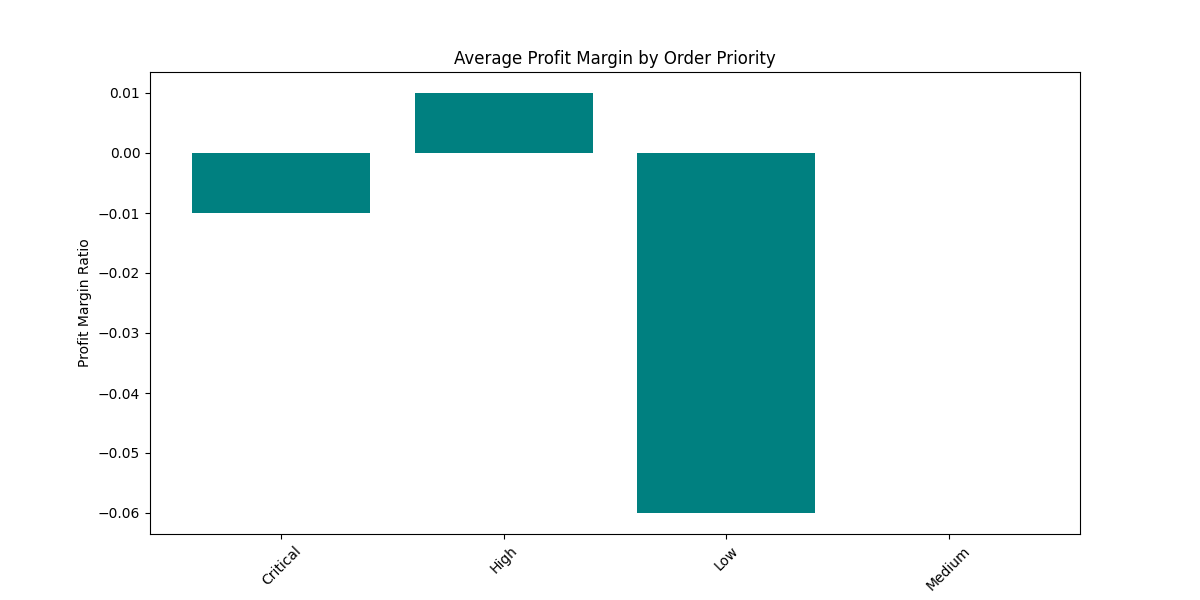 Average Profit Margin by Order Priority
0.01
0.00
−0.01
−0.02
−0.03
−0.04
−0.05
−0.06
Profit Margin Ratio
Critical
High
Low
Medium